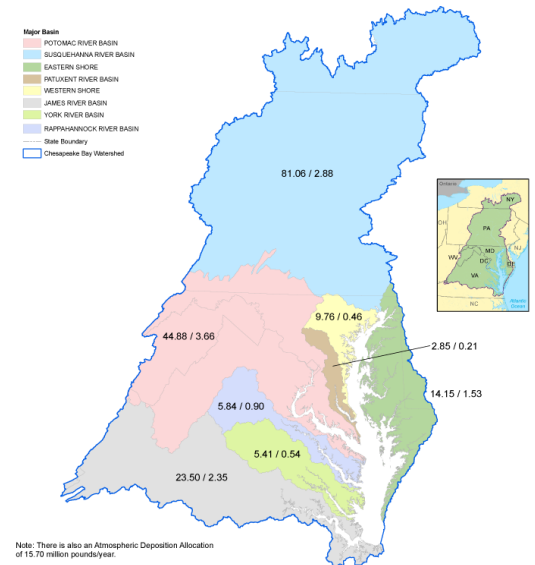 Major Basin
POTOMAC RIVER BASIN
SUSQUEHANNA RIVER BASIN
EASTERN SHORE
PATUXENT RIVER BASIN
WESTERN SHORE
JAMES RIVER BASIN
YORK RIVER BASIN
RAPPAHANNOCK RIVER BASIN
State Boundary
Chesapeake Bay Watershed
81.06 / 2.88
Ontario
NY
PA
OH
NJ
MD
WV
DC
DE
VA
NC
Atlantic
Ocean
9.76 / 0.46
44.88 / 3.66
2.85 / 0.21
14.15 / 1.53
5.84 / 0.90
5.41 / 0.54
23.50 / 2.35
Note: There is also an Atmospheric Deposition Allocation
of 15.70 million pounds/year.